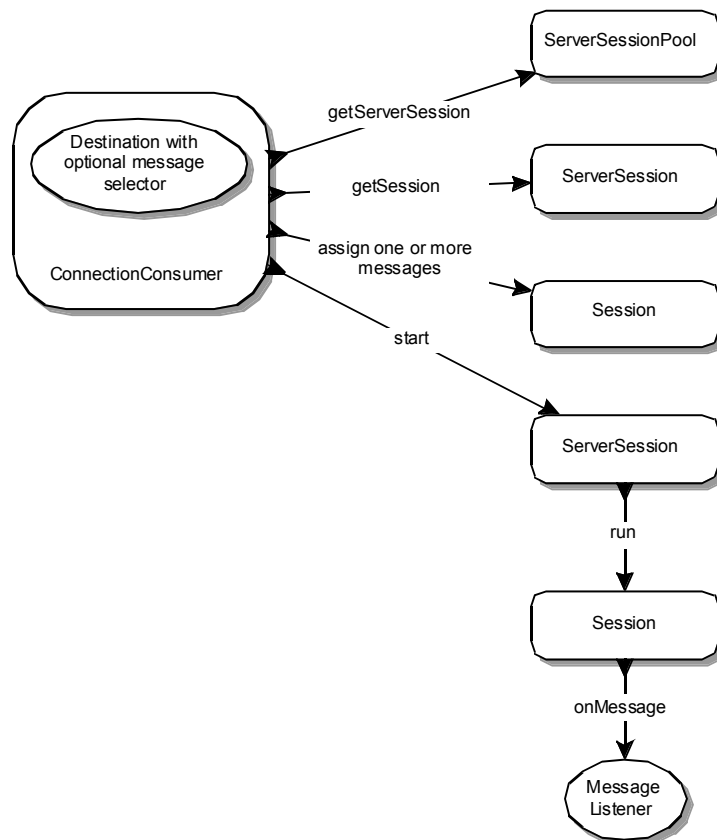 ServerSessionPool
getServerSession
Destination with
optional message
selector
ServerSession
getSession
assign one or more
messages
ConnectionConsumer
Session
start
ServerSession
run
Session
onMessage
Message
Listener